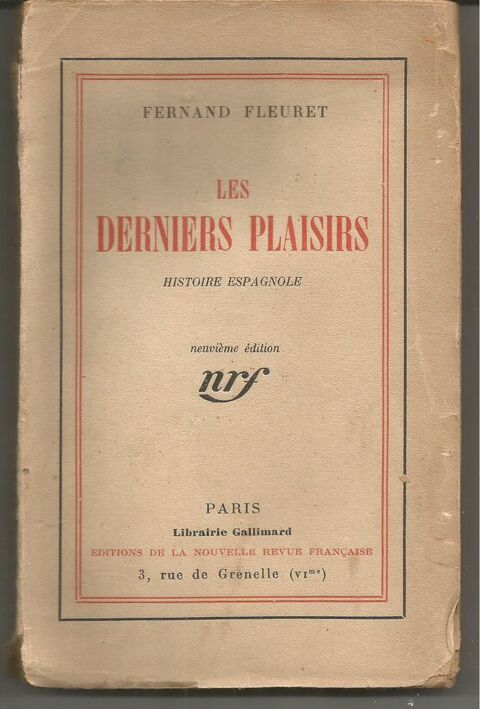 FERNAND FLEURET
LES
DERNIERS PLAISIRS
HISTOIRE ESPAGNOLE
neuvième édition
nrf
PARIS
Librairie Gallimard
EDITIONS DE LA NOUVELLE REVUE FRANÇAISE
3, rue de Grenelle (VIᵐᵉ)